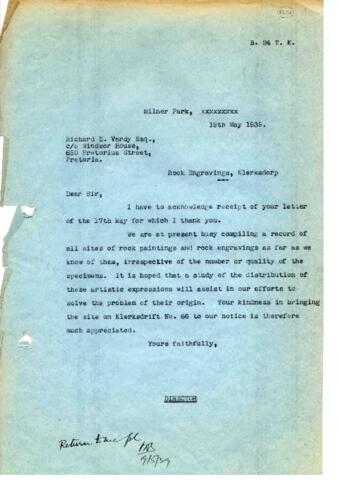 B. 24 T. K.
Milner Park, xxxxxxxxx
19th May 1939.
Richard E. Vardy Esq.,
c/o Windsor House,
650 Pretorius Street,
Pretoria.
Rock Engravings, Klerksdorp
Dear Sir,
I have to acknowledge receipt of your letter
of the 17th May for which I thank you.
We are at present busy compiling a record of
all sites of rock paintings and rock engravings as far as we
know of them, irrespective of the number or quality of the
specimens. It is hoped that a study of the distribution of
these artistic expressions will assist in our efforts to
solve the problem of their origin. Your kindness in bringing
the site on Klerksdrift No. 66 to our notice is therefore
much appreciated.
Yours faithfully,
DIRECTOR
Return to